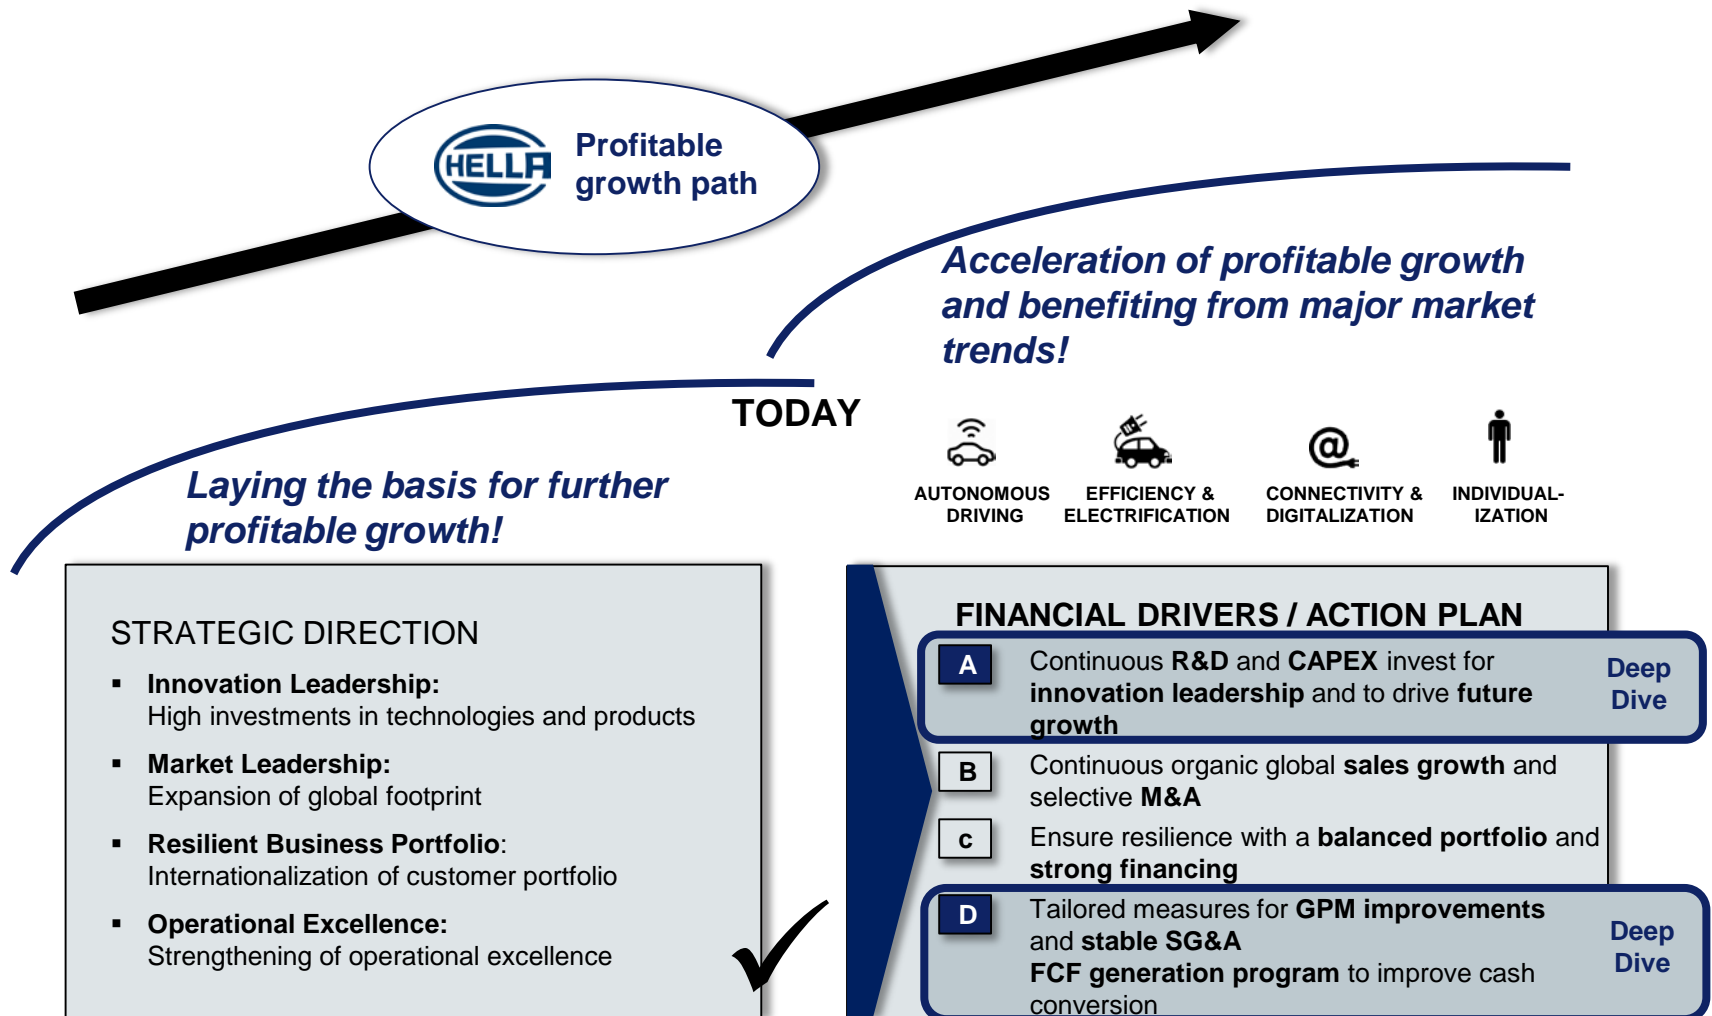 HELLA
Profitable
growth path
Acceleration of profitable growth
and benefiting from major market
trends!
TODAY
Laying the basis for further
profitable growth!
AUTONOMOUS
DRIVING
EFFICIENCY &
ELECTRIFICATION
@
CONNECTIVITY &
DIGITALIZATION
INDIVIDUAL-
IZATION
STRATEGIC DIRECTION
▪ Innovation Leadership:
High investments in technologies and products
▪ Market Leadership:
Expansion of global footprint
▪ Resilient Business Portfolio:
Internationalization of customer portfolio
▪ Operational Excellence:
Strengthening of operational excellence
FINANCIAL DRIVERS / ACTION PLAN
A
Continuous R&D and CAPEX invest for
innovation leadership and to drive future
growth
Deep
Dive
B
Continuous organic global sales growth and
selective M&A
c
Ensure resilience with a balanced portfolio and
strong financing
D
Tailored measures for GPM improvements
and stable SG&A
FCF generation program to improve cash
conversion
Deep
Dive